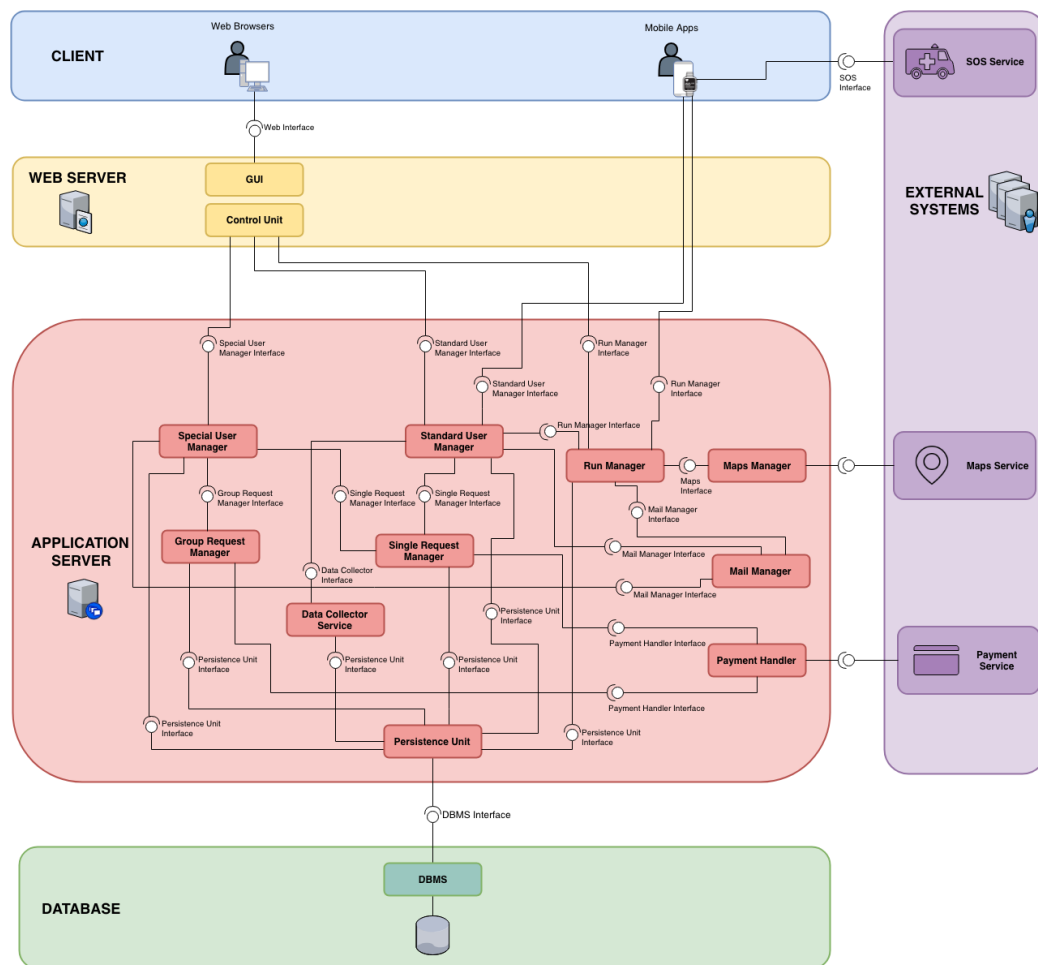 Web Browsers
Mobile Apps
CLIENT
SOS
Interface
SOS Service
Web Interface
WEB SERVER
GUI
Control Unit
EXTERNAL
SYSTEMS
Special User
Manager Interface
Standard User
Manager Interface
Run Manager
Interface
Standard User
Manager Interface
Run Manager
Interface
Run Manager Interface
Special User
Manager
Standard User
Manager
Run Manager
Maps
Interface
Maps Manager
Maps Service
Group Request
Manager Interface
Single Request
Manager Interface
Single Request
Manager Interface
Mail Manager
Interface
APPLICATION
SERVER
Group Request
Manager
Single Request
Manager
Mail Manager Interface
Mail Manager
Data Collector
Interface
Mail Manager Interface
Data Collector
Service
Persistence Unit
Interface
Payment Handler Interface
Persistence Unit
Interface
Persistence Unit
Interface
Persistence Unit
Interface
Payment Handler
Payment
Service
Payment Handler Interface
Persistence Unit
Interface
Persistence Unit
Persistence Unit
Interface
DBMS Interface
DBMS
DATABASE